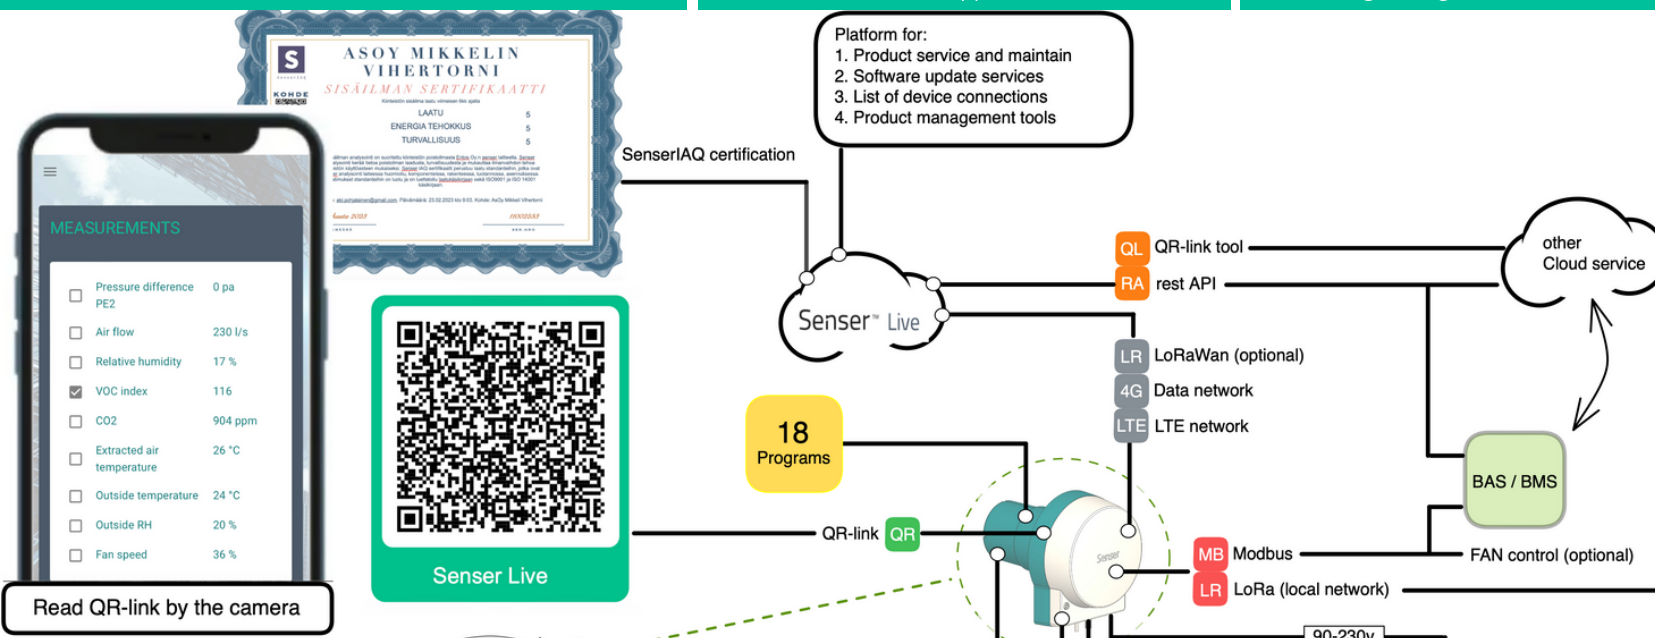 Platform for:
1. Product service and maintain
2. Software update services
3. List of device connections
4. Product management tools
S
KOHDE
ASOY MIKKELIN
VIHERTORNI
SISÄILMAN SERTIFIKAATTI
LAATU 5
ENERGIA TEHOKKUUS 5
TURVALLISUUS 5
SenserIAQ certification
MEASUREMENTS
Pressure difference PE2 0 pa
Air flow 230 l/s
Relative humidity 17 %
VOC index 116
CO2 904 ppm
Extracted air temperature 26 °C
Outside temperature 24 °C
Outside RH 20 %
Fan speed 36 %
Read QR-link by the camera
Senser Live
Senser™ Live
QL QR-link tool
RA rest API
other
Cloud service
LR LoRaWan (optional)
4G Data network
LTE LTE network
18
Programs
QR-link QR
Senser
BAS / BMS
MB Modbus
FAN control (optional)
LR LoRa (local network)
90-230v